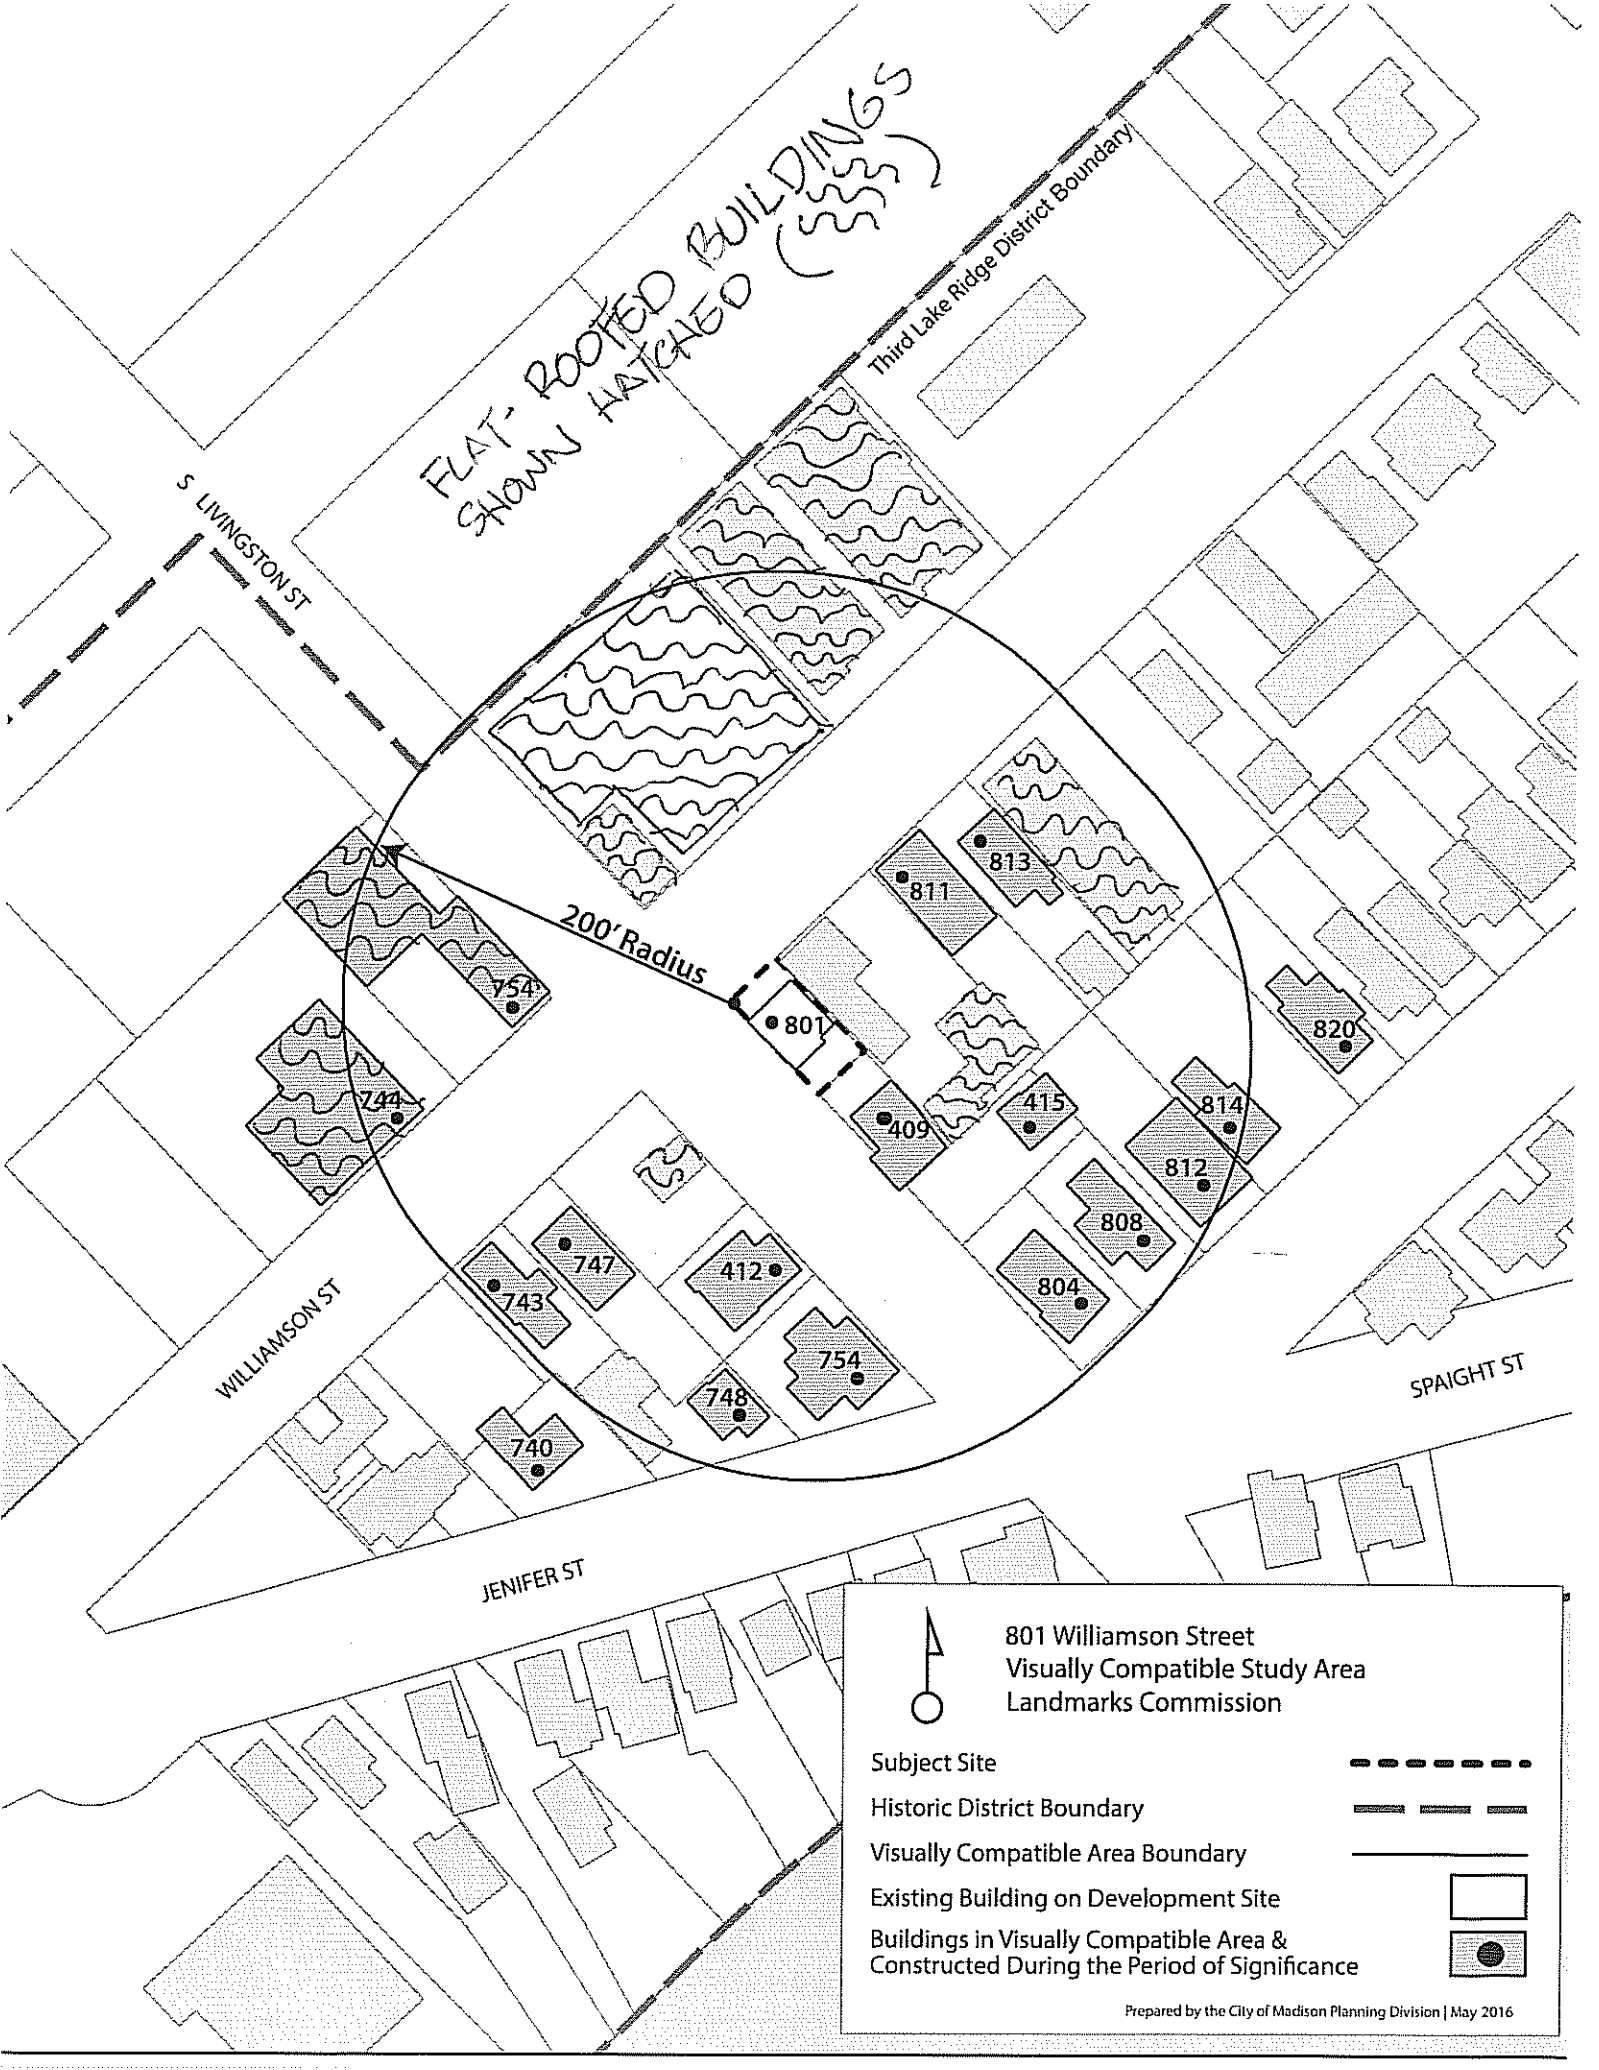 FLAT-ROOFED BUILDINGS
SHOWN HATCHED ( )
Third Lake Ridge District Boundary
S LIVINGSTON ST
200' Radius
813
811
754
801
820
744
409
415
814
812
808
747
412
743
804
754
748
740
WILLIAMSON ST
SPAIGHT ST
JENIFER ST
801 Williamson Street
Visually Compatible Study Area
Landmarks Commission
Subject Site
Historic District Boundary
Visually Compatible Area Boundary
Existing Building on Development Site
Buildings in Visually Compatible Area &
Constructed During the Period of Significance
Prepared by the City of Madison Planning Division | May 2016